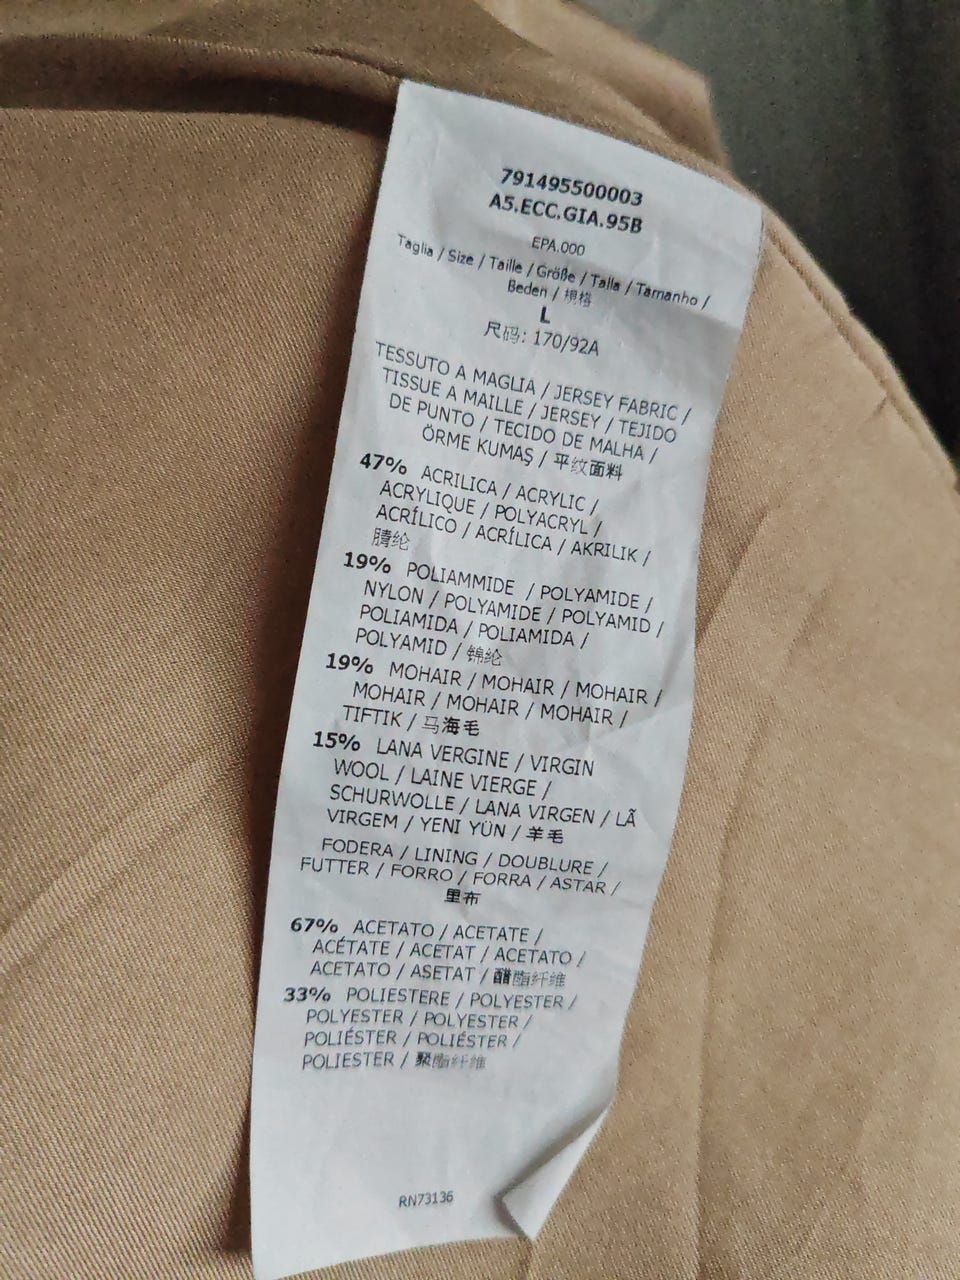 791495500003
A5.ECC.GIA.95B
EPA.000
Taglia / Size / Taille / Größe / Talla / Tamanho /
Beden / 規格
L
尺码: 170/92A
TESSUTO A MAGLIA / JERSEY FABRIC /
TISSUE A MAILLE / JERSEY / TEJIDO
DE PUNTO / TECIDO DE MALHA /
ÖRME KUMAŞ / 平纹面料
47% ACRILICA / ACRYLIC /
ACRYLIQUE / POLYACRYL /
ACRÍLICO / ACRÍLICA / AKRILIK /
腈纶
19% POLIAMMIDE / POLYAMIDE /
NYLON / POLYAMIDE / POLYAMID /
POLIAMIDA / POLIAMIDA /
POLYAMID / 锦纶
19% MOHAIR / MOHAIR / MOHAIR /
MOHAIR / MOHAIR / MOHAIR /
TIFTIK / 马海毛
15% LANA VERGINE / VIRGIN
WOOL / LAINE VIERGE /
SCHURWOLLE / LANA VIRGEN / LÃ
VIRGEM / YENI YÜN / 羊毛
FODERA / LINING / DOUBLURE /
FUTTER / FORRO / FORRA / ASTAR /
里布
67% ACETATO / ACETATE /
ACÉTATE / ACETAT / ACETATO /
ACETATO / ASETAT / 醋酯纤维
33% POLIESTERE / POLYESTER /
POLYESTER / POLYESTER /
POLIÉSTER / POLIÉSTER /
POLIESTER / 聚酯纤维
RN73136